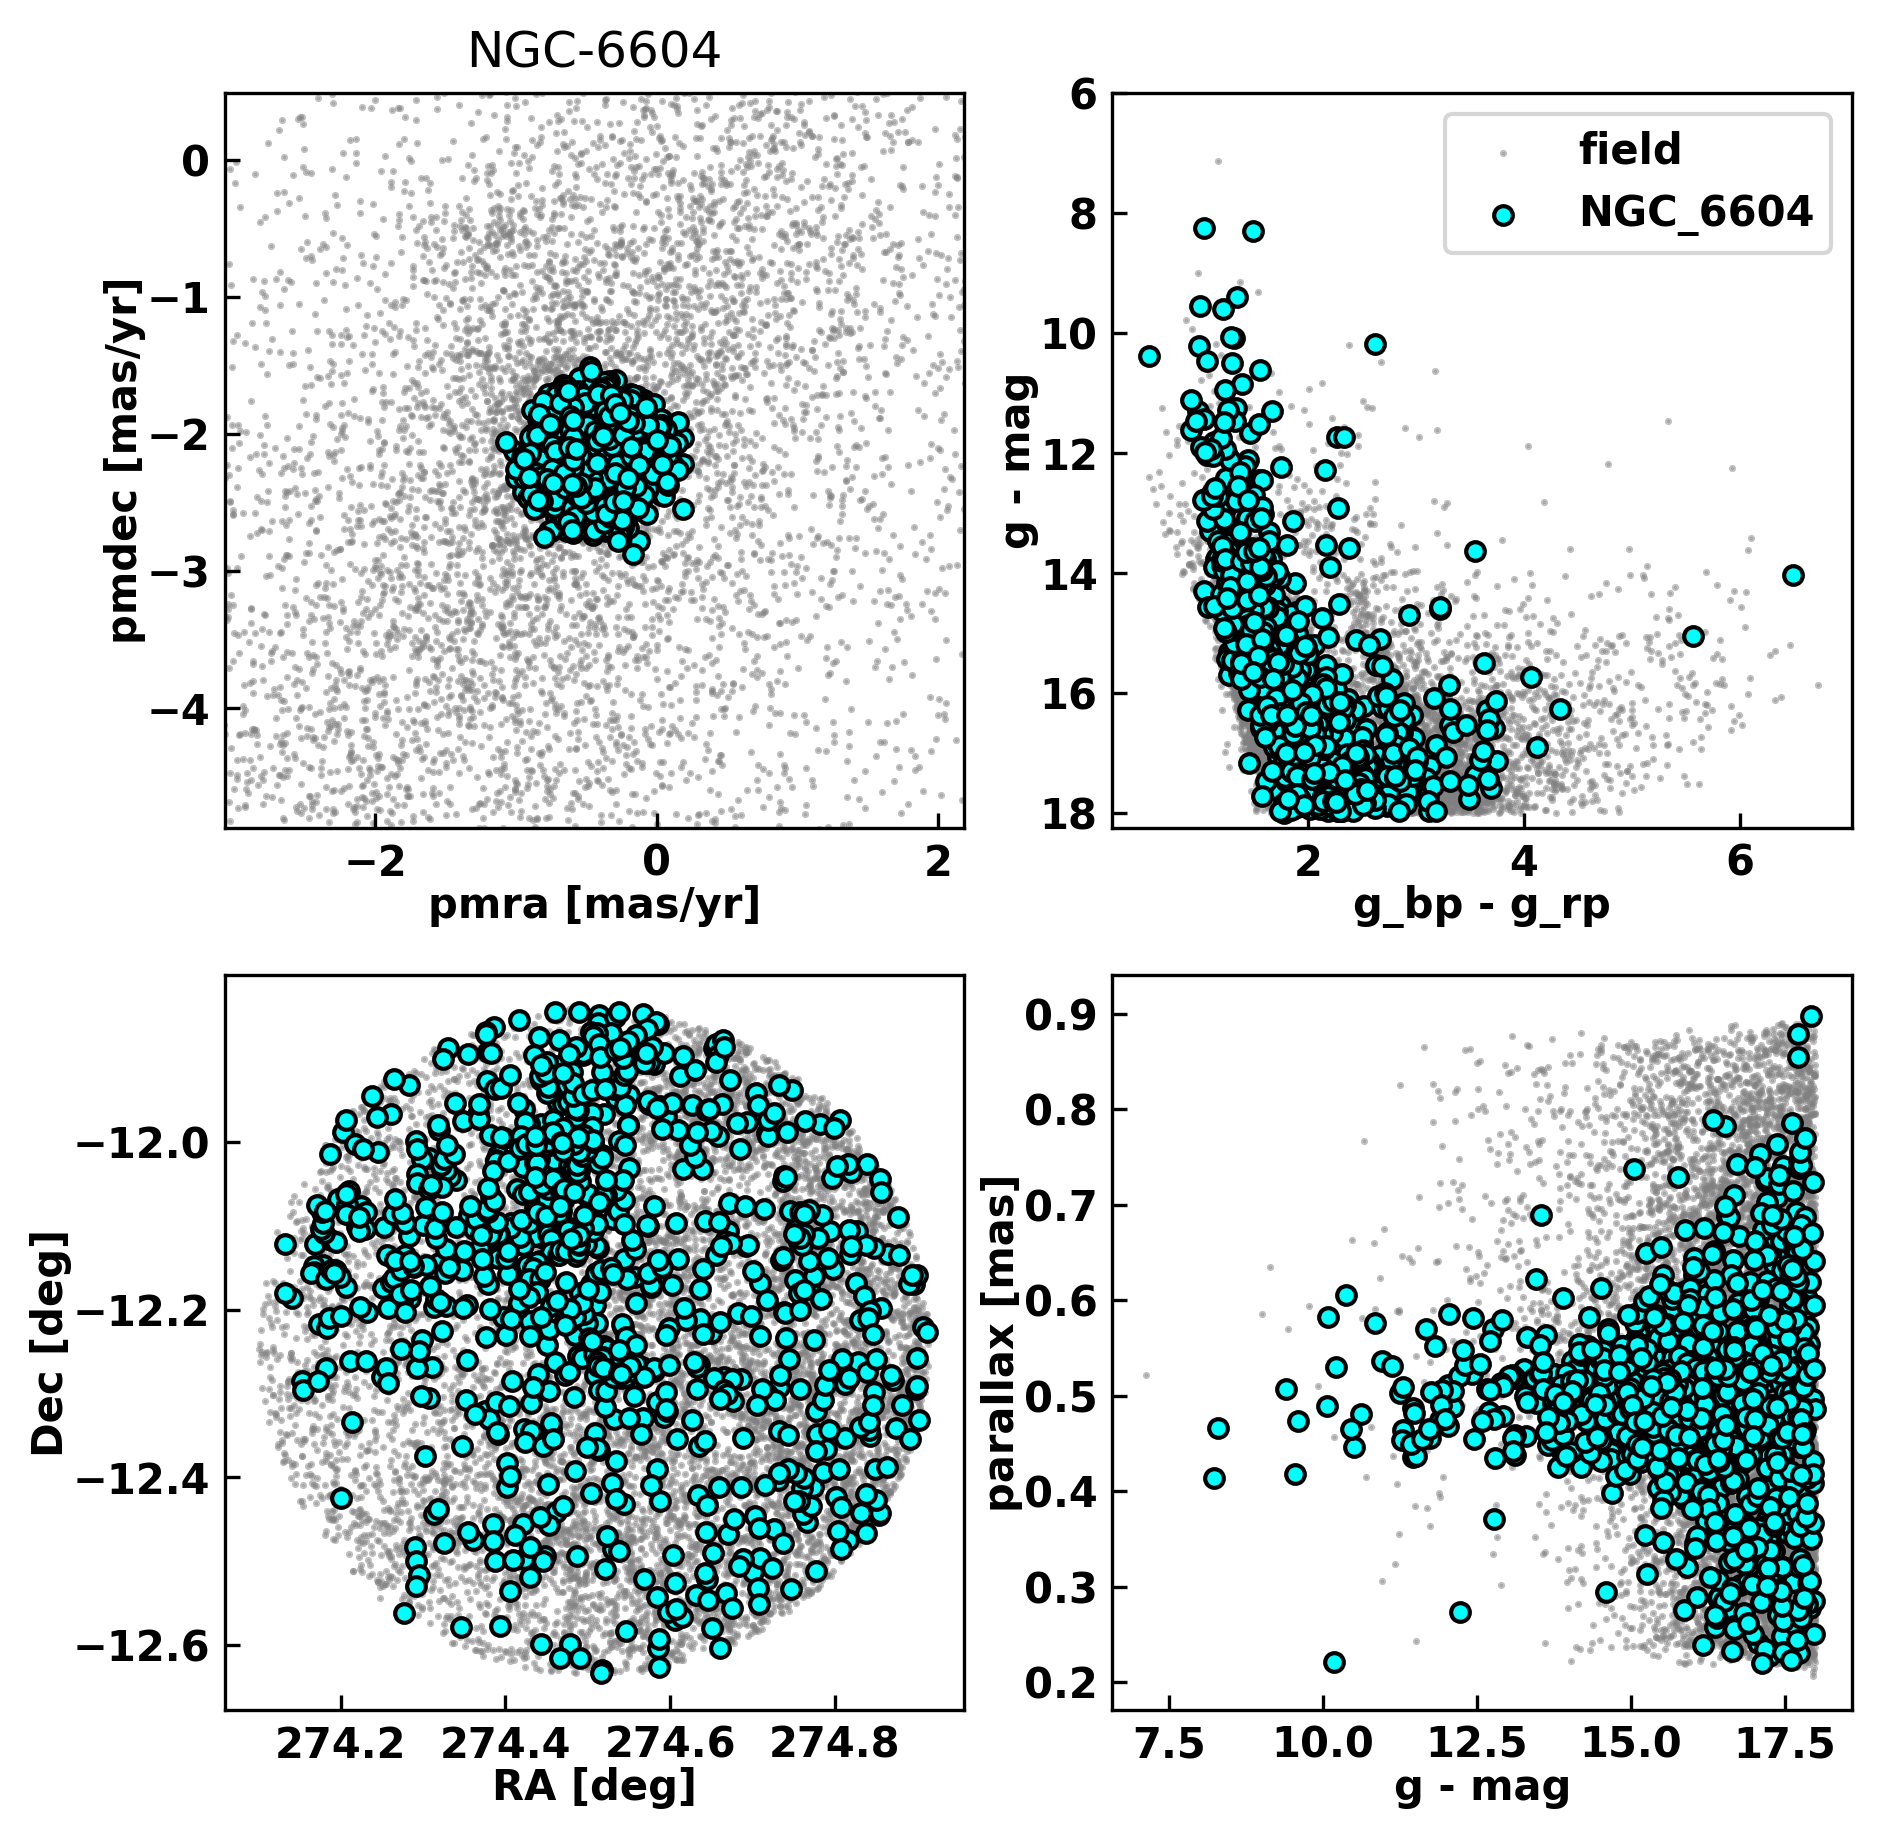 NGC-6604
0
−1
−2
−3
−4
pmdec [mas/yr]
−2 0 2
pmra [mas/yr]
6
8
10
12
14
16
18
g - mag
field
NGC_6604
2 4 6
g_bp - g_rp
−12.0
−12.2
−12.4
−12.6
Dec [deg]
274.2 274.4 274.6 274.8
RA [deg]
0.9
0.8
0.7
0.6
0.5
0.4
0.3
0.2
parallax [mas]
7.5 10.0 12.5 15.0 17.5
g - mag